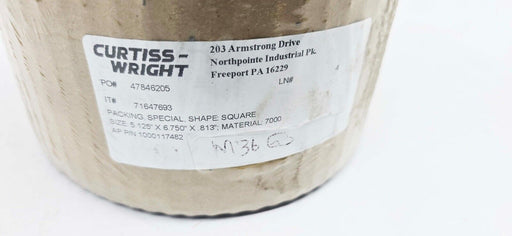 CURTISS-
WRIGHT
203 Armstrong Drive
Northpointe Industrial Pk.
Freeport PA 16229
PO# 47846205
LN# 4
IT# 71647693
PACKING, SPECIAL, SHAPE: SQUARE
SIZE: 5.125" X 6.750" X .813"; MATERIAL: 7000
AP P/N 1000117482